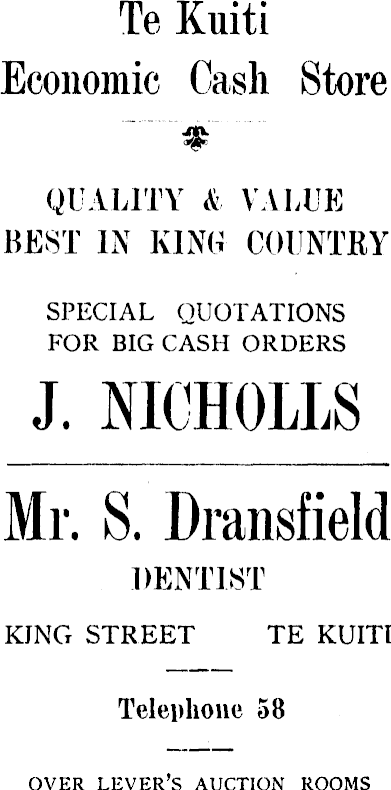 Te Kuiti
Economic Cash Store
QUALITY & VALUE
BEST IN KING COUNTRY
SPECIAL QUOTATIONS
FOR BIG CASH ORDERS
J. NICHOLLS
Mr. S. Dransfield
DENTIST
KING STREET TE KUITI
Telephone 58
OVER LEVER'S AUCTION ROOMS